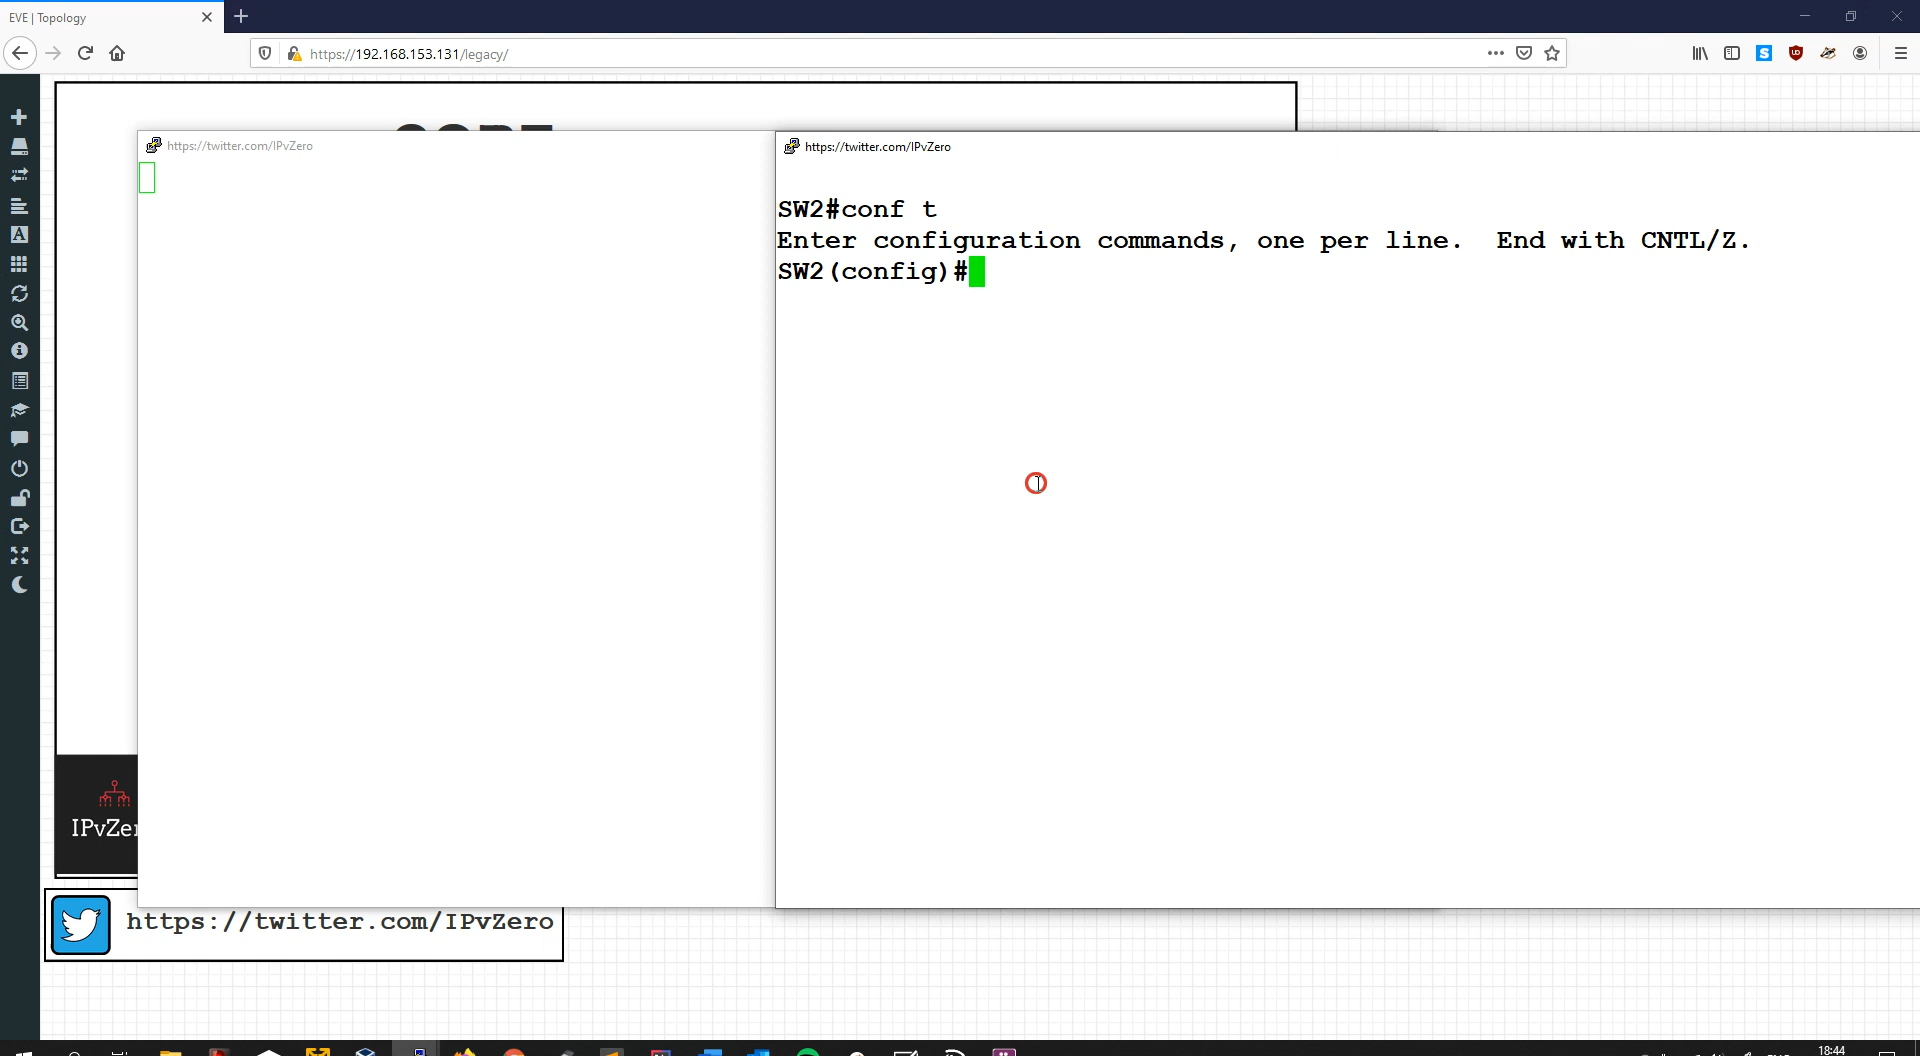 EVE | Topology
https://192.168.153.131/legacy/
https://twitter.com/IPvZero
https://twitter.com/IPvZero
SW2#conf t
Enter configuration commands, one per line.  End with CNTL/Z.
SW2(config)#
https://twitter.com/IPvZero
18:44